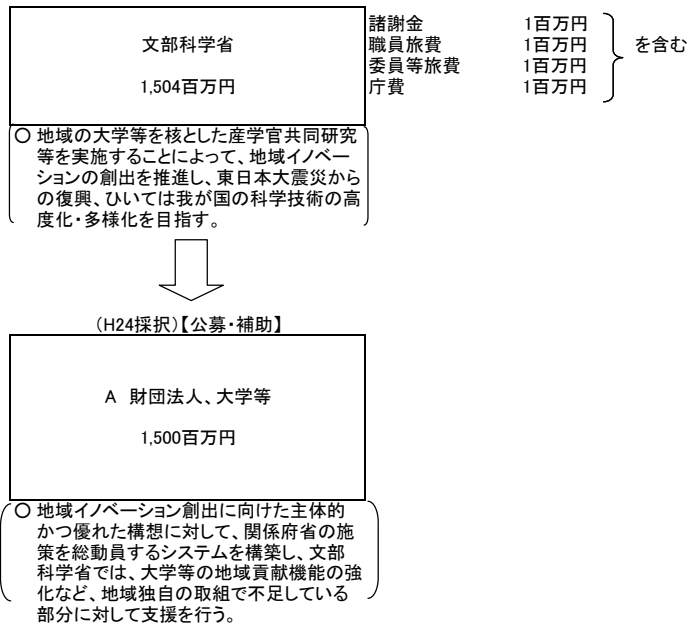 文部科学省
1,504百万円
諸謝金 1百万円
職員旅費 1百万円
委員等旅費 1百万円
庁費 1百万円
を含む
○ 地域の大学等を核とした産学官共同研究
等を実施することによって、地域イノベー
ションの創出を推進し、東日本大震災から
の復興、ひいては我が国の科学技術の高
度化・多様化を目指す。
(H24採択)【公募・補助】
A 財団法人、大学等
1,500百万円
○ 地域イノベーション創出に向けた主体的
かつ優れた構想に対して、関係府省の施
策を総動員するシステムを構築し、文部
科学省では、大学等の地域貢献機能の強
化など、地域独自の取組で不足している
部分に対して支援を行う。